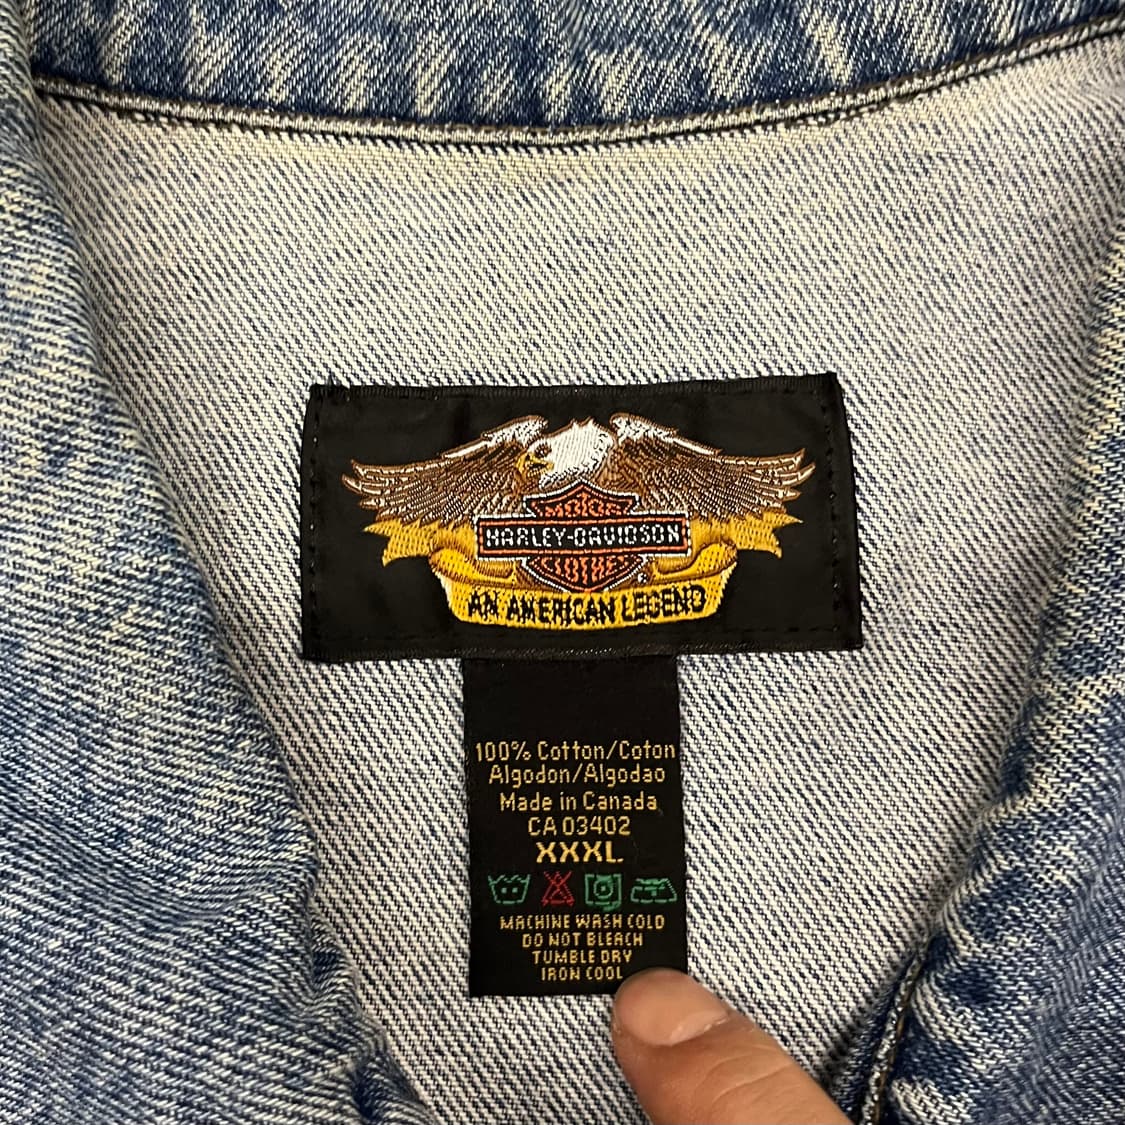 MOTOR
HARLEY-DAVIDSON
CLOTHES
®
AN AMERICAN LEGEND
100% Cotton/Coton
Algodon/Algodao
Made in Canada
CA 03402
XXXL
MACHINE WASH COLD
DO NOT BLEACH
TUMBLE DRY
IRON COOL